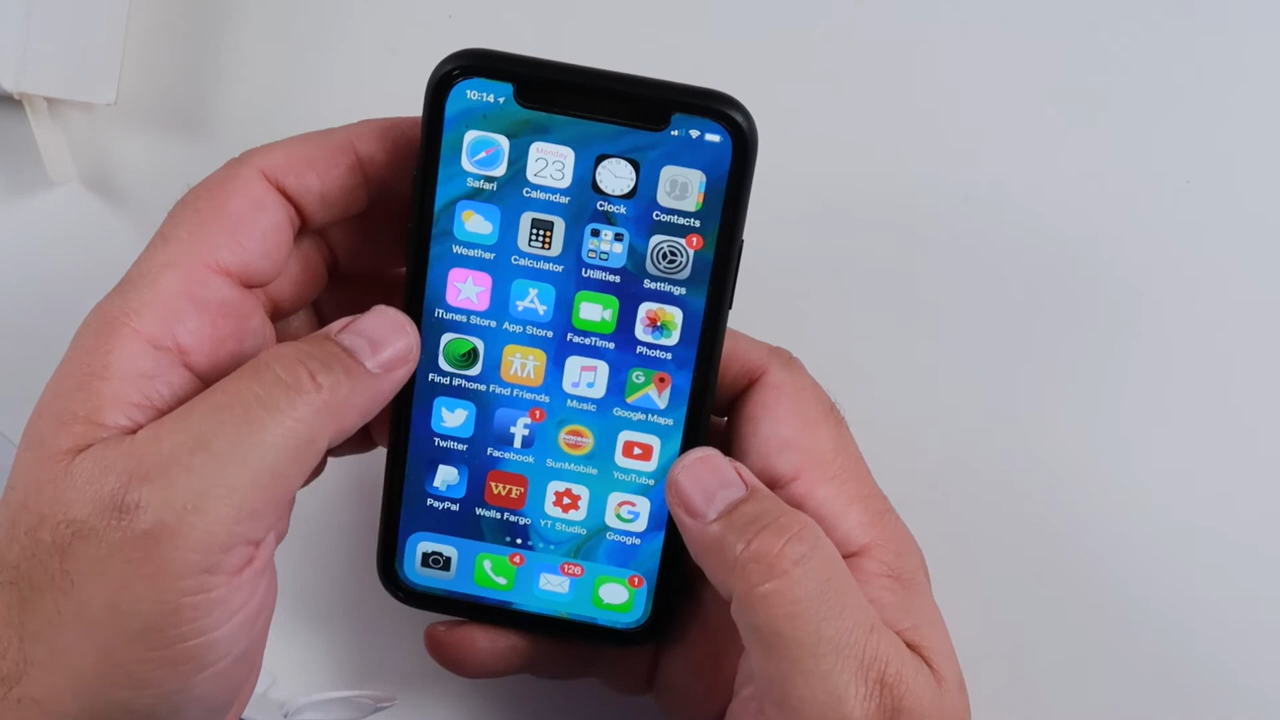 10:14
Monday
23
Safari
Calendar
Clock
Contacts
Weather
Calculator
Utilities
1
Settings
iTunes Store
App Store
FaceTime
Photos
Find iPhone
Find Friends
Music
G
Google Maps
Twitter
f
1
Facebook
SUNCOAST
SunMobile
YouTube
PayPal
WF
Wells Fargo
YT Studio
G
Google
4
126
1